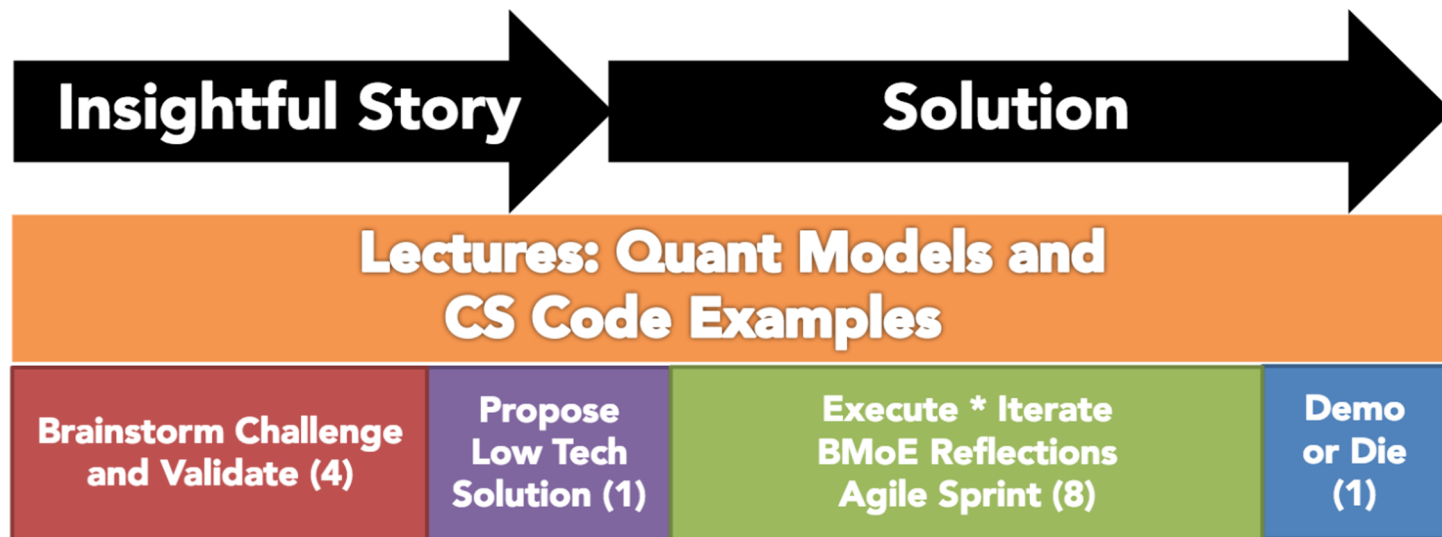 Insightful Story
Solution
Lectures: Quant Models and
CS Code Examples
Brainstorm Challenge
and Validate (4)
Propose
Low Tech
Solution (1)
Execute * Iterate
BMoE Reflections
Agile Sprint (8)
Demo
or Die
(1)